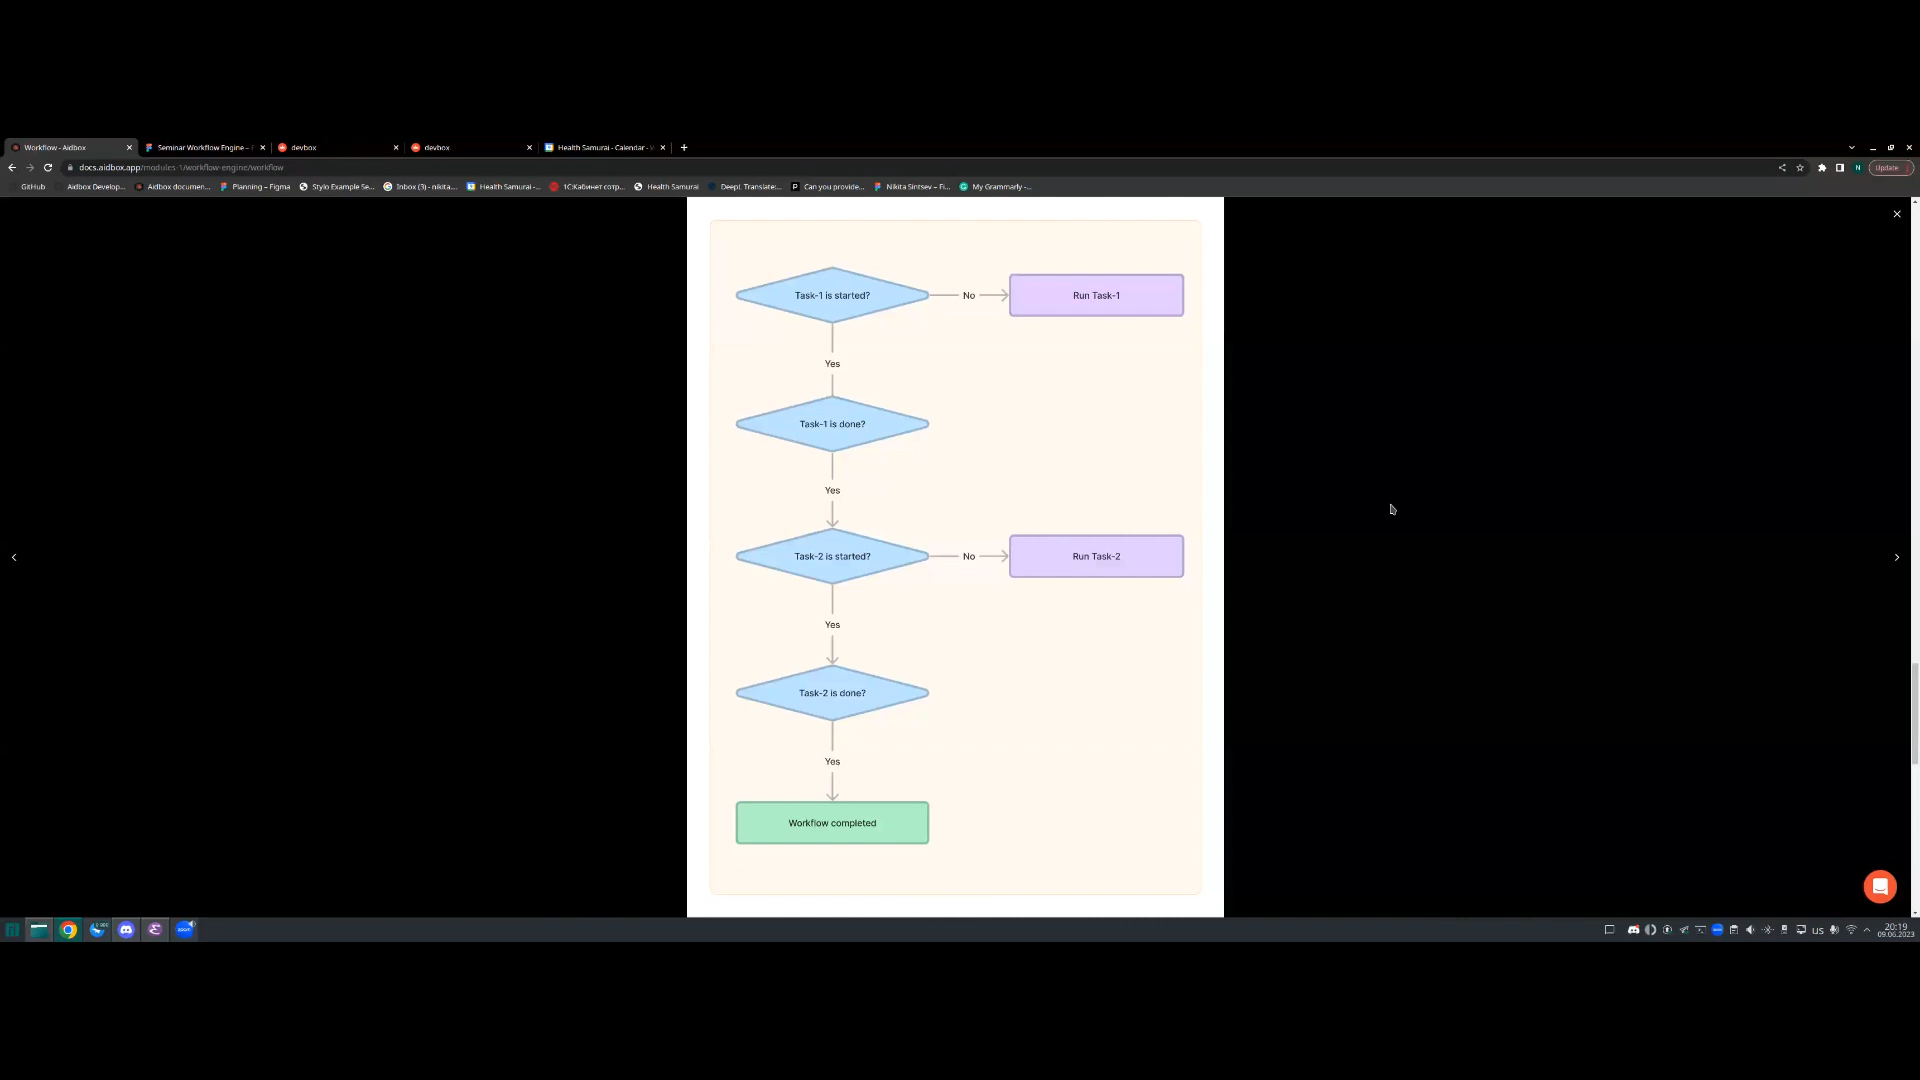 Workflow - Aidbox
Seminar Workflow Engine –
devbox
devbox
Health Samurai - Calendar -
docs.aidbox.app/modules-1/workflow-engine/workflow
N
Update
GitHub
Aidbox Develop...
Aidbox documen...
Planning – Figma
Stylo Example Se...
Inbox (3) - nikita....
Health Samurai -...
1С:Кабинет сотр...
Health Samurai
DeepL Translate:...
Can you provide...
Nikita Sintsev – Fi...
My Grammarly -...
Task-1 is started?
No
Run Task-1
Yes
Task-1 is done?
Yes
Task-2 is started?
No
Run Task-2
Yes
Task-2 is done?
Yes
Workflow completed
zoom
US
20:19
09.06.2023